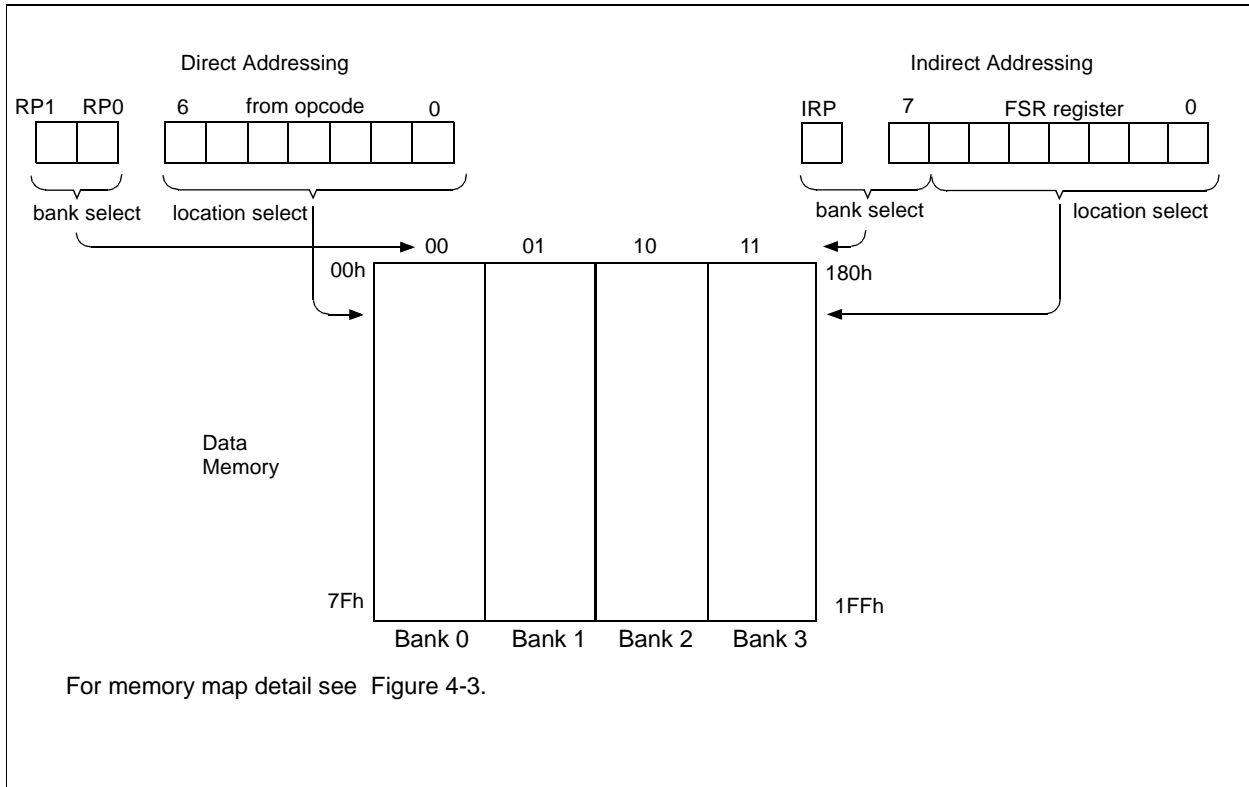 Direct Addressing
Indirect Addressing
RP1 RP0 6 from opcode 0
IRP 7 FSR register 0
bank select location select
bank select location select
00 01 10 11
00h
180h
Data
Memory
7Fh
1FFh
Bank 0 Bank 1 Bank 2 Bank 3
For memory map detail see Figure 4-3.